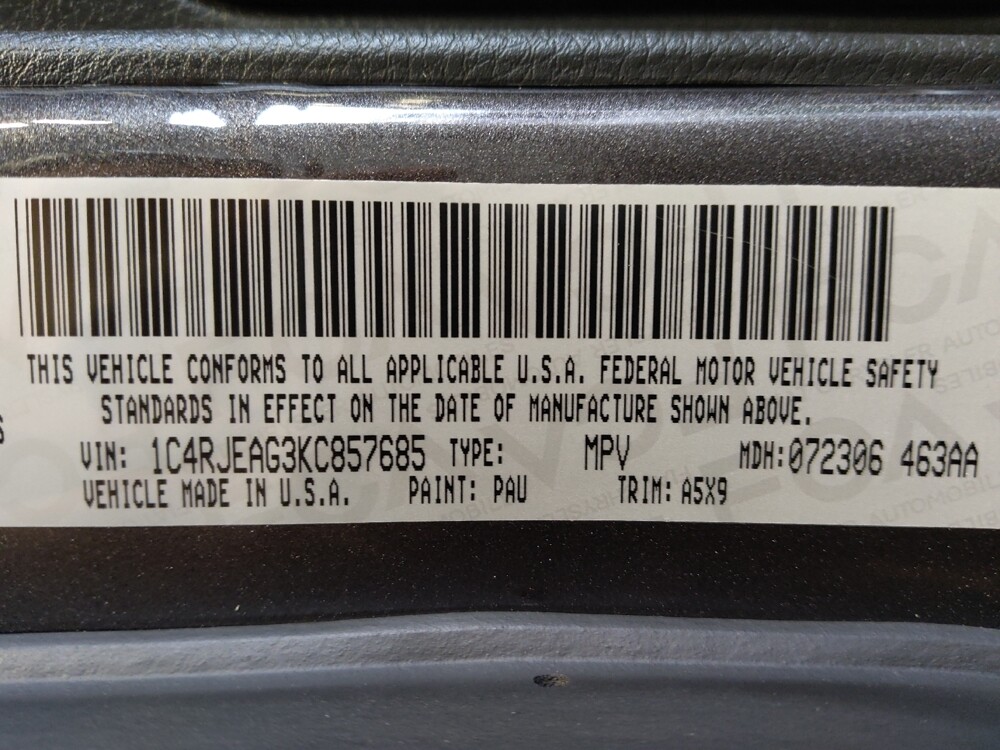 THIS VEHICLE CONFORMS TO ALL APPLICABLE U.S.A. FEDERAL MOTOR VEHICLE SAFETY
STANDARDS IN EFFECT ON THE DATE OF MANUFACTURE SHOWN ABOVE.
VIN: 1C4RJEAG3KC857685 TYPE: MPV MDH:072306 463AA
VEHICLE MADE IN U.S.A. PAINT: PAU TRIM: A5X9